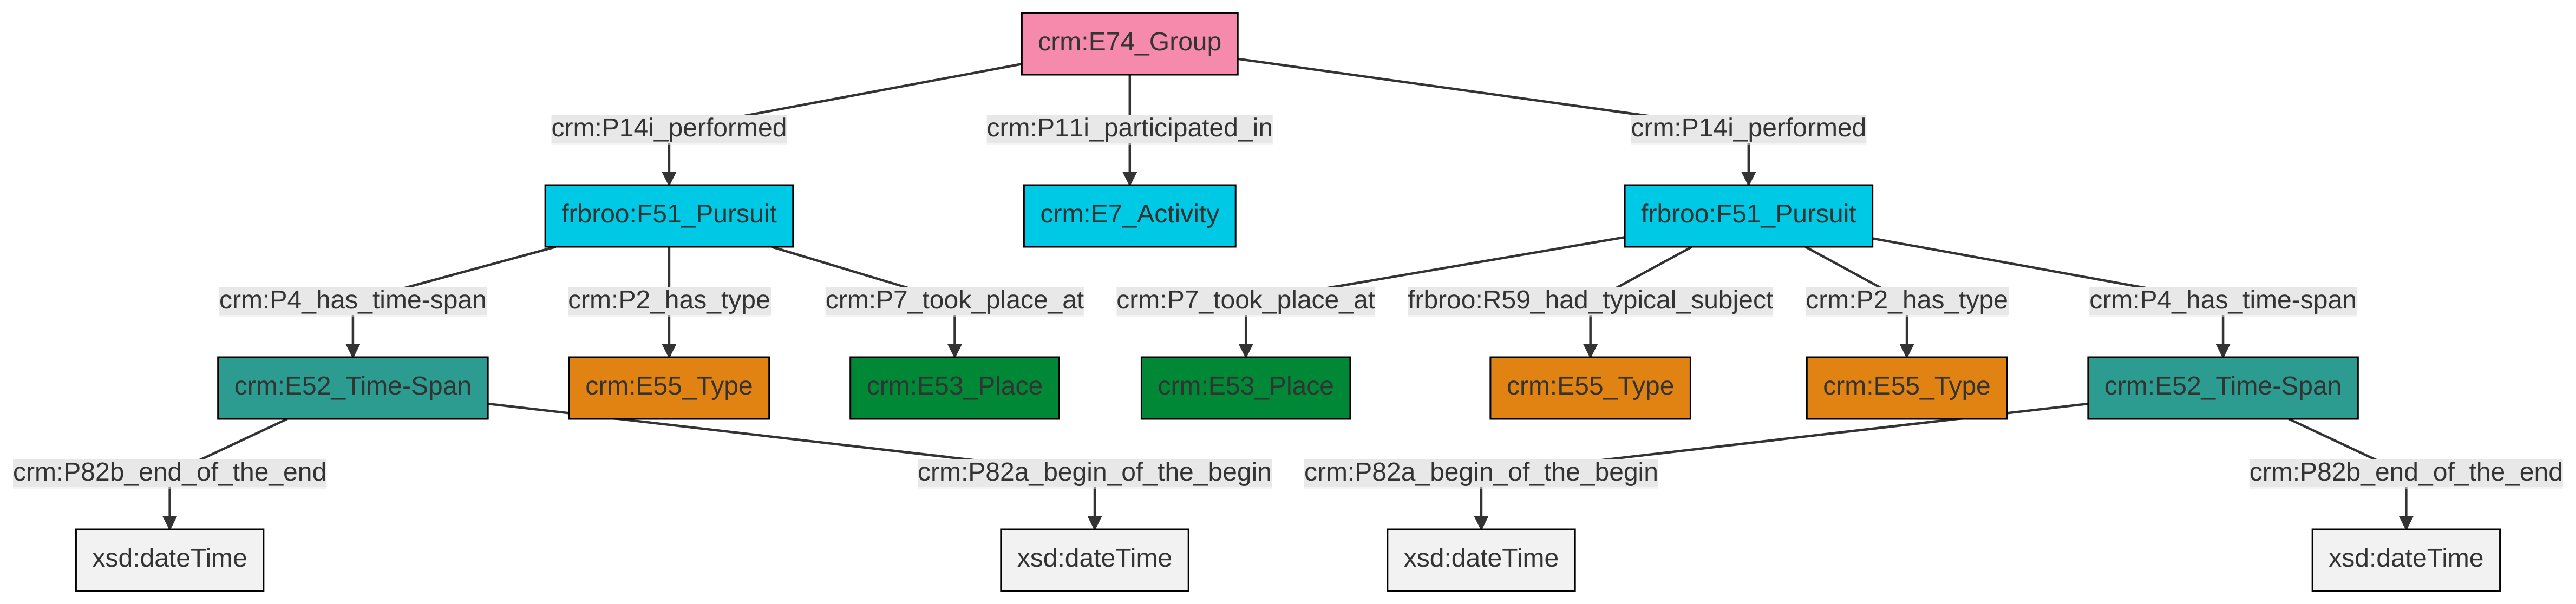 crm:E74_Group
crm:P14i_performed
crm:P11i_participated_in
crm:P14i_performed
frbroo:F51_Pursuit
crm:E7_Activity
frbroo:F51_Pursuit
crm:P4_has_time-span
crm:P2_has_type
crm:P7_took_place_at
crm:P7_took_place_at
frbroo:R59_had_typical_subject
crm:P2_has_type
crm:P4_has_time-span
crm:E52_Time-Span
crm:E55_Type
crm:E53_Place
crm:E53_Place
crm:E55_Type
crm:E55_Type
crm:E52_Time-Span
crm:P82b_end_of_the_end
crm:P82a_begin_of_the_begin
crm:P82a_begin_of_the_begin
crm:P82b_end_of_the_end
xsd:dateTime
xsd:dateTime
xsd:dateTime
xsd:dateTime